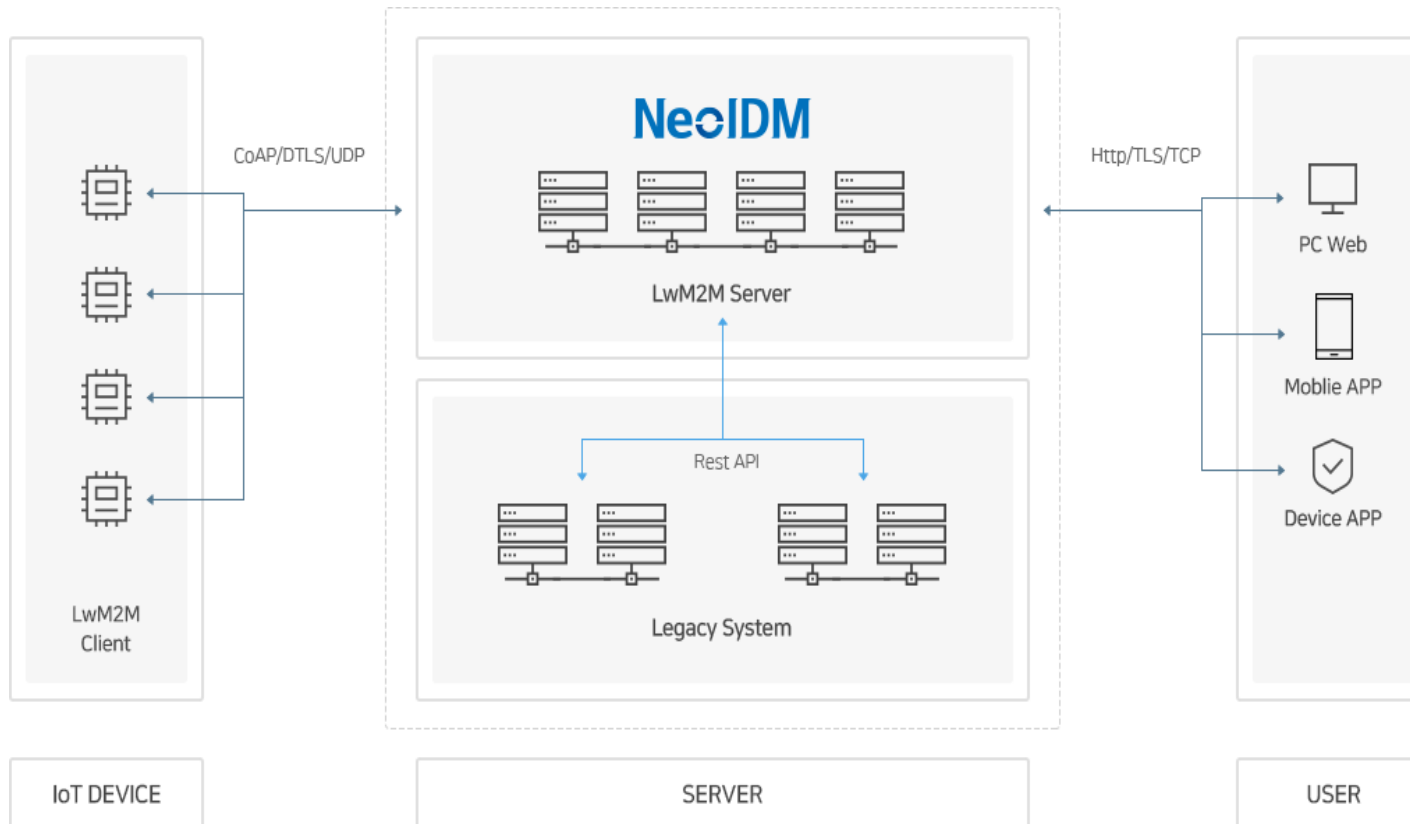 NeoIDM
CoAP/DTLS/UDP
Http/TLS/TCP
PC Web
LwM2M Server
Moblie APP
Rest API
Device APP
LwM2M
Client
Legacy System
IoT DEVICE
SERVER
USER